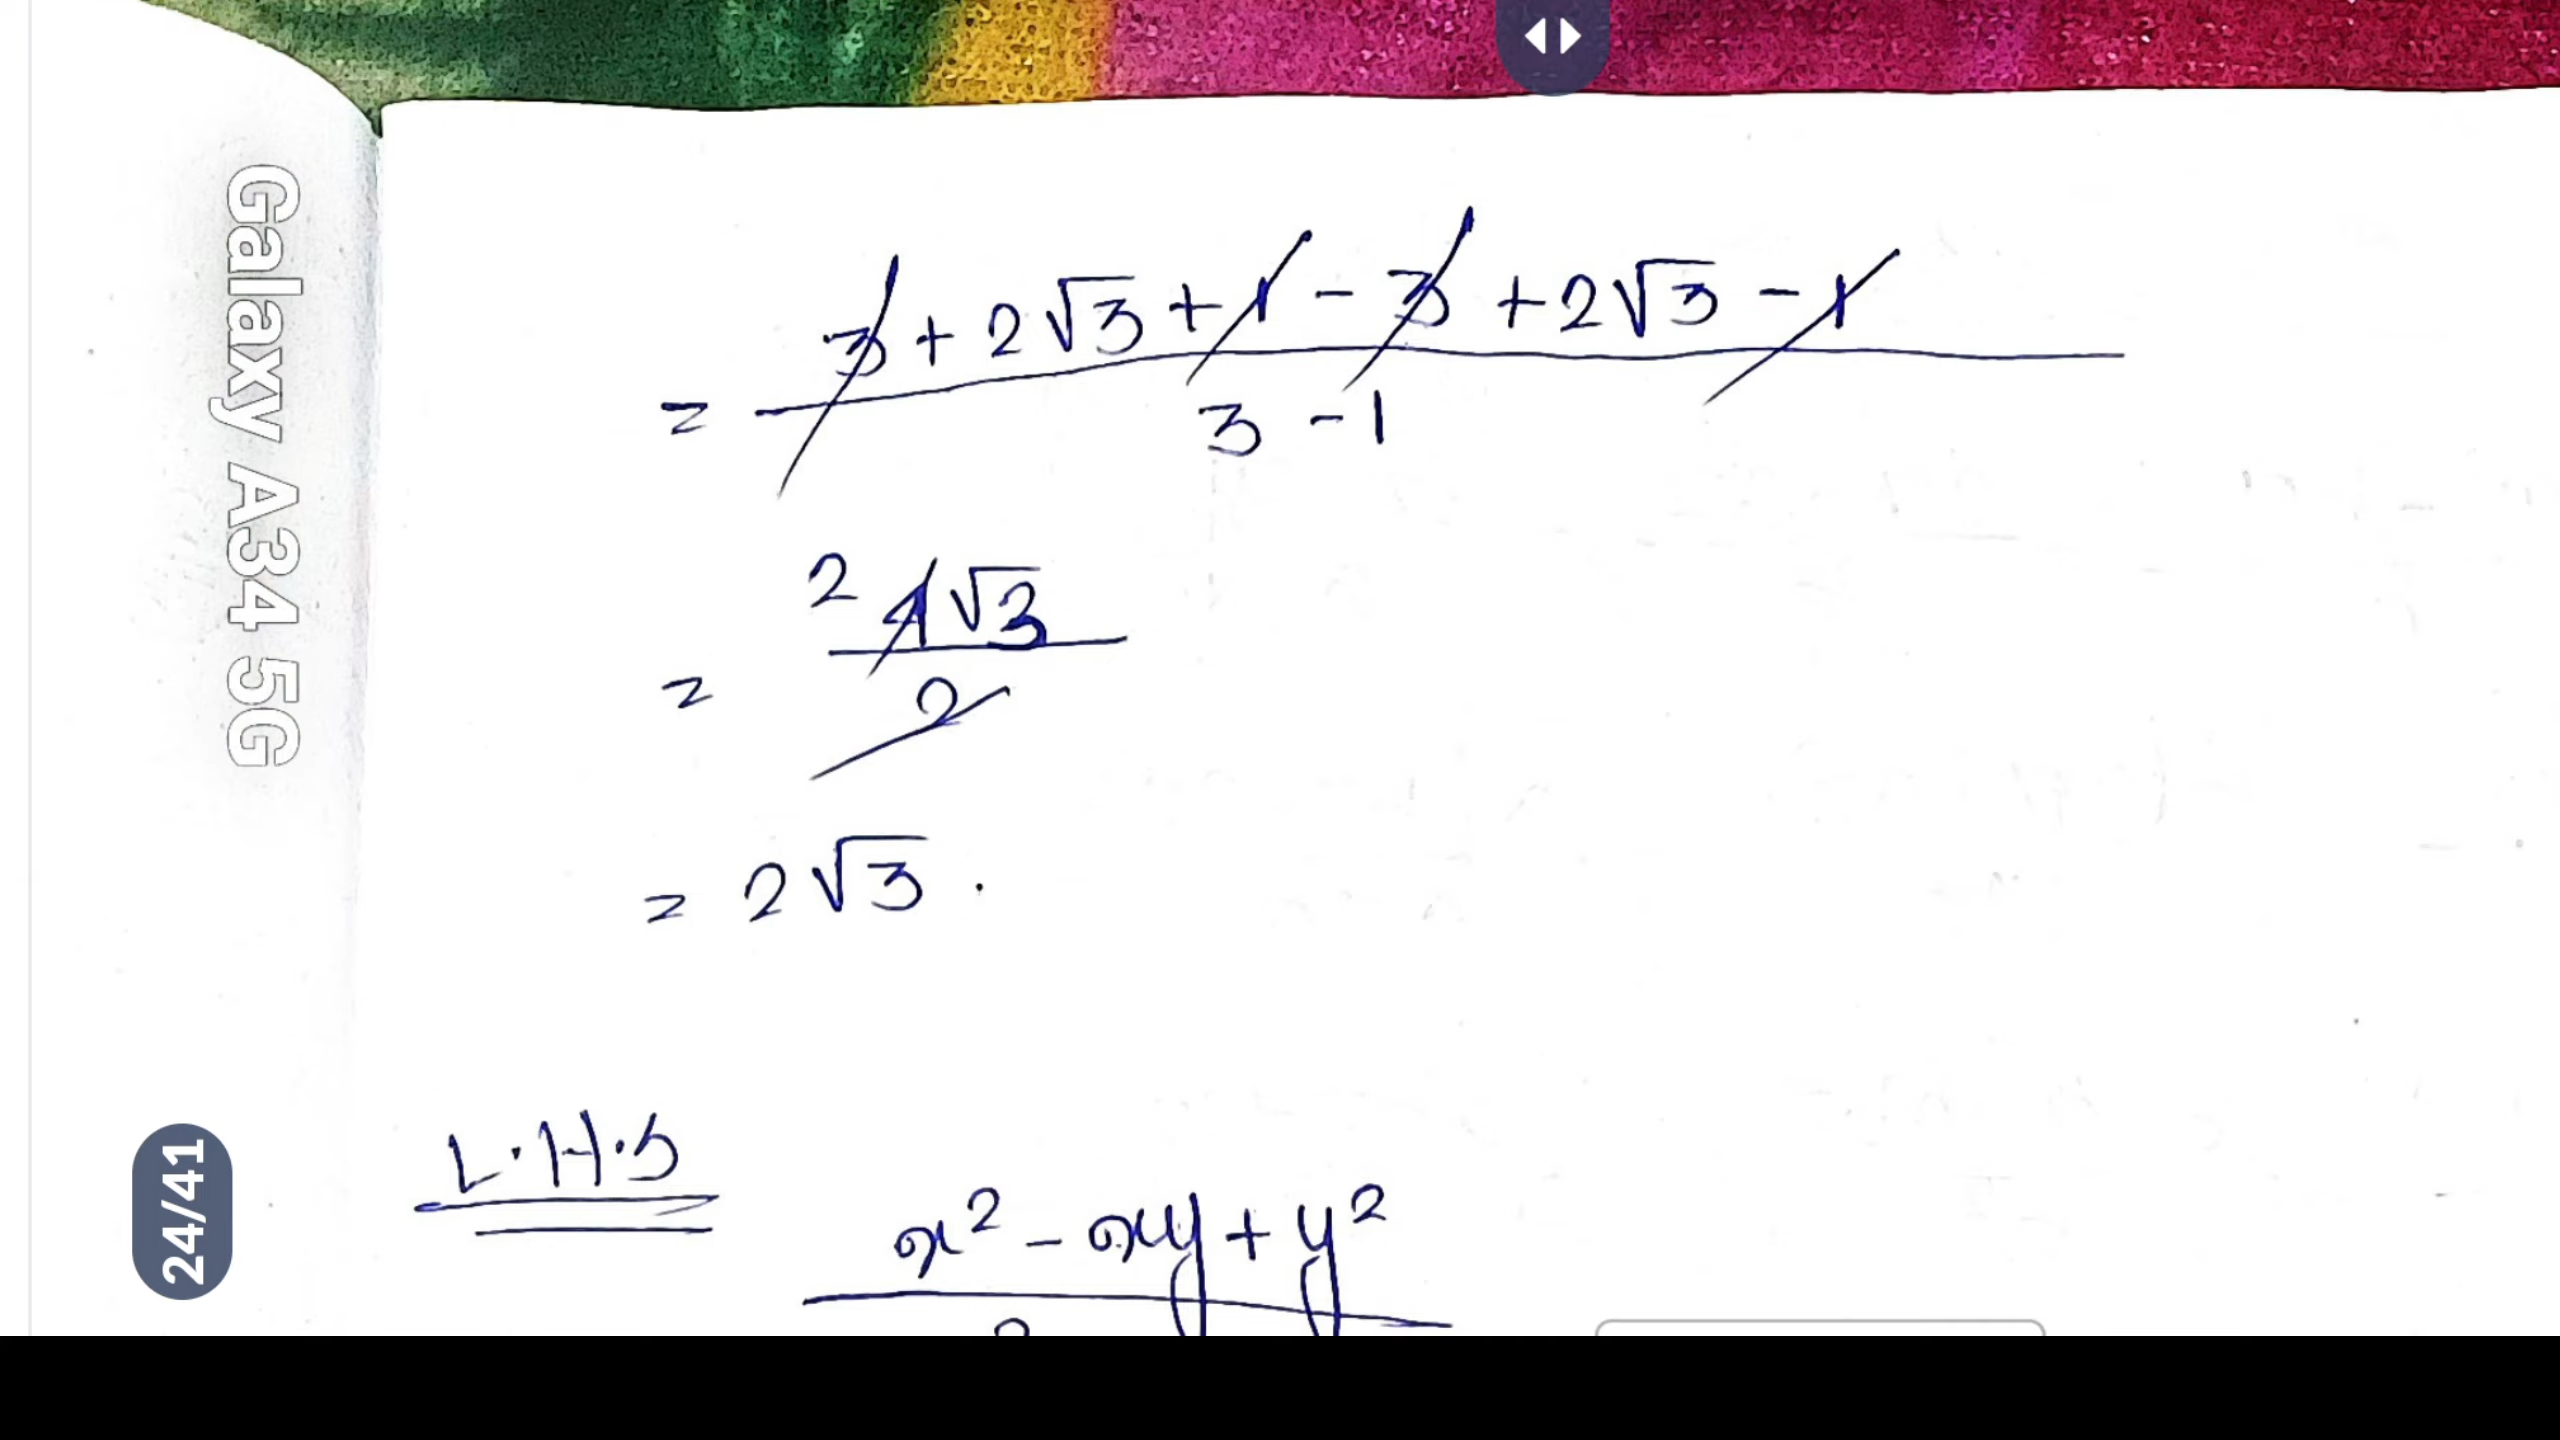 Galaxy A34 5G
= 3 + 2√3 + 1 - 3 + 2√3 - 1
3 - 1
= 2 4√3
2
= 2√3 .
L.H.S
x² - xy + y²
24/41